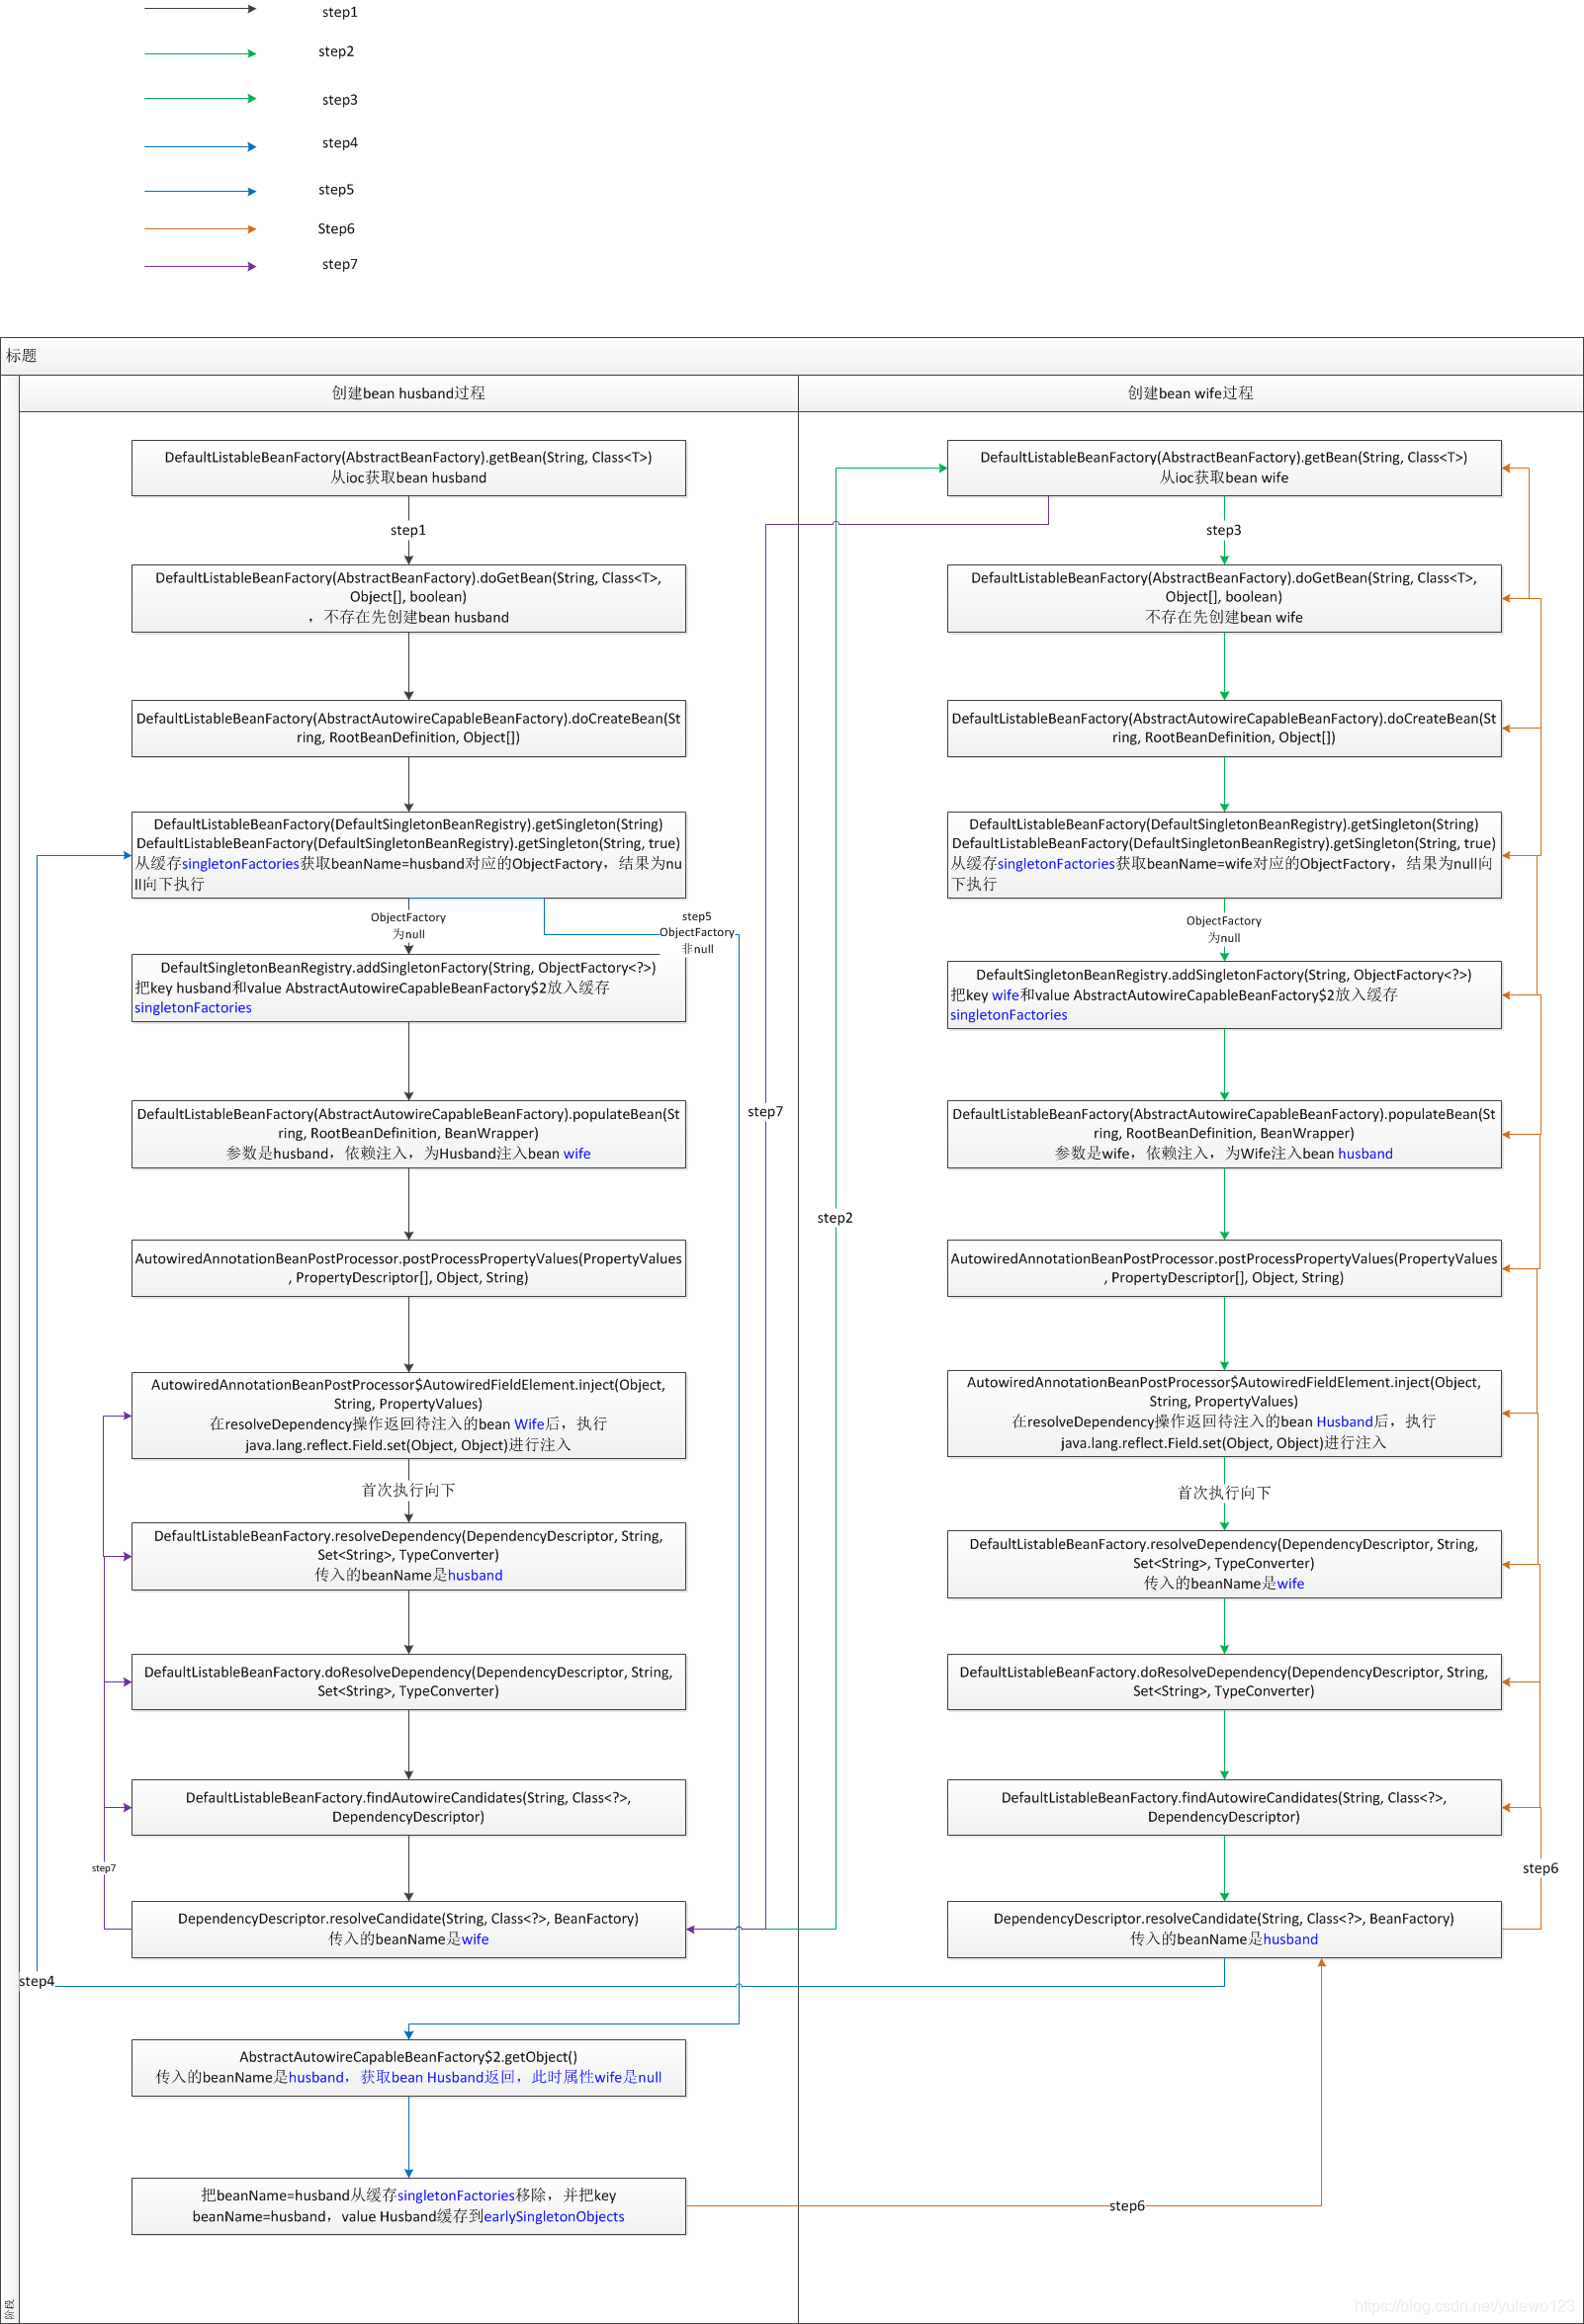 step1
step2
step3
step4
step5
Step6
step7
标题
创建bean husband过程
DefaultListableBeanFactory(AbstractBeanFactory).getBean(String, Class<T>)
从ioc获取bean husband
step1
DefaultListableBeanFactory(AbstractBeanFactory).doGetBean(String, Class<T>,
Object[], boolean)
，不存在先创建bean husband
DefaultListableBeanFactory(AbstractAutowireCapableBeanFactory).doCreateBean(St
ring, RootBeanDefinition, Object[])
DefaultListableBeanFactory(DefaultSingletonBeanRegistry).getSingleton(String)
DefaultListableBeanFactory(DefaultSingletonBeanRegistry).getSingleton(String, true)
从缓存singletonFactories获取beanName=husband对应的ObjectFactory，结果为nu
ll向下执行
ObjectFactory
为null
step5
ObjectFactory
非null
DefaultSingletonBeanRegistry.addSingletonFactory(String, ObjectFactory<?>)
把key husband和value AbstractAutowireCapableBeanFactory$2放入缓存
singletonFactories
DefaultListableBeanFactory(AbstractAutowireCapableBeanFactory).populateBean(St
ring, RootBeanDefinition, BeanWrapper)
参数是husband，依赖注入，为Husband注入bean wife
step7
AutowiredAnnotationBeanPostProcessor.postProcessPropertyValues(PropertyValues
, PropertyDescriptor[], Object, String)
AutowiredAnnotationBeanPostProcessor$AutowiredFieldElement.inject(Object,
String, PropertyValues)
在resolveDependency操作返回待注入的bean Wife后，执行
java.lang.reflect.Field.set(Object, Object)进行注入
首次执行向下
DefaultListableBeanFactory.resolveDependency(DependencyDescriptor, String,
Set<String>, TypeConverter)
传入的beanName是husband
DefaultListableBeanFactory.doResolveDependency(DependencyDescriptor, String,
Set<String>, TypeConverter)
DefaultListableBeanFactory.findAutowireCandidates(String, Class<?>,
DependencyDescriptor)
step7
DependencyDescriptor.resolveCandidate(String, Class<?>, BeanFactory)
传入的beanName是wife
step4
AbstractAutowireCapableBeanFactory$2.getObject()
传入的beanName是husband，获取bean Husband返回，此时属性wife是null
把beanName=husband从缓存singletonFactories移除，并把key
beanName=husband，value Husband缓存到earlySingletonObjects
step6
创建bean wife过程
DefaultListableBeanFactory(AbstractBeanFactory).getBean(String, Class<T>)
从ioc获取bean wife
step3
DefaultListableBeanFactory(AbstractBeanFactory).doGetBean(String, Class<T>,
Object[], boolean)
不存在先创建bean wife
DefaultListableBeanFactory(AbstractAutowireCapableBeanFactory).doCreateBean(St
ring, RootBeanDefinition, Object[])
DefaultListableBeanFactory(DefaultSingletonBeanRegistry).getSingleton(String)
DefaultListableBeanFactory(DefaultSingletonBeanRegistry).getSingleton(String, true)
从缓存singletonFactories获取beanName=wife对应的ObjectFactory，结果为null向
下执行
ObjectFactory
为null
DefaultSingletonBeanRegistry.addSingletonFactory(String, ObjectFactory<?>)
把key wife和value AbstractAutowireCapableBeanFactory$2放入缓存
singletonFactories
DefaultListableBeanFactory(AbstractAutowireCapableBeanFactory).populateBean(St
ring, RootBeanDefinition, BeanWrapper)
参数是wife，依赖注入，为Wife注入bean husband
step2
AutowiredAnnotationBeanPostProcessor.postProcessPropertyValues(PropertyValues
, PropertyDescriptor[], Object, String)
AutowiredAnnotationBeanPostProcessor$AutowiredFieldElement.inject(Object,
String, PropertyValues)
在resolveDependency操作返回待注入的bean Husband后，执行
java.lang.reflect.Field.set(Object, Object)进行注入
首次执行向下
DefaultListableBeanFactory.resolveDependency(DependencyDescriptor, String,
Set<String>, TypeConverter)
传入的beanName是wife
DefaultListableBeanFactory.doResolveDependency(DependencyDescriptor, String,
Set<String>, TypeConverter)
DefaultListableBeanFactory.findAutowireCandidates(String, Class<?>,
DependencyDescriptor)
step6
DependencyDescriptor.resolveCandidate(String, Class<?>, BeanFactory)
传入的beanName是husband
阶段
https://blog.csdn.net/yulewo123